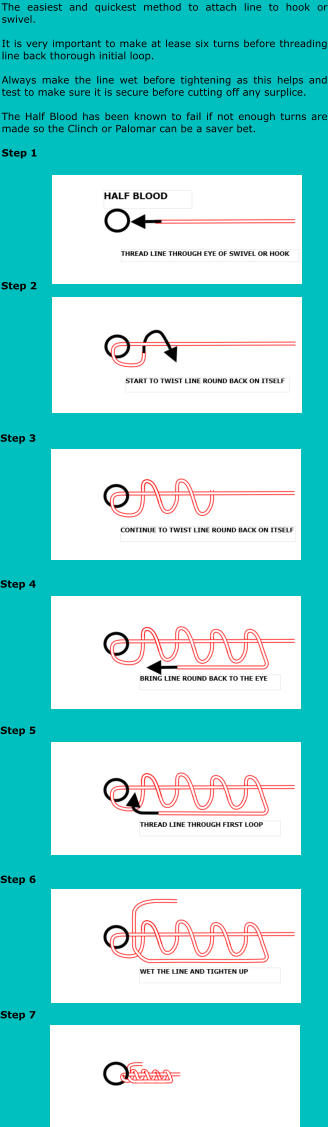 The easiest and quickest method to attach line to hook or
swivel.
It is very important to make at lease six turns before threading
line back thorough initial loop.
Always make the line wet before tightening as this helps and
test to make sure it is secure before cutting off any surplice.
The Half Blood has been known to fail if not enough turns are
made so the Clinch or Palomar can be a saver bet.
Step 1
HALF BLOOD
THREAD LINE THROUGH EYE OF SWIVEL OR HOOK
Step 2
START TO TWIST LINE ROUND BACK ON ITSELF
Step 3
CONTINUE TO TWIST LINE ROUND BACK ON ITSELF
Step 4
BRING LINE ROUND BACK TO THE EYE
Step 5
THREAD LINE THROUGH FIRST LOOP
Step 6
WET THE LINE AND TIGHTEN UP
Step 7